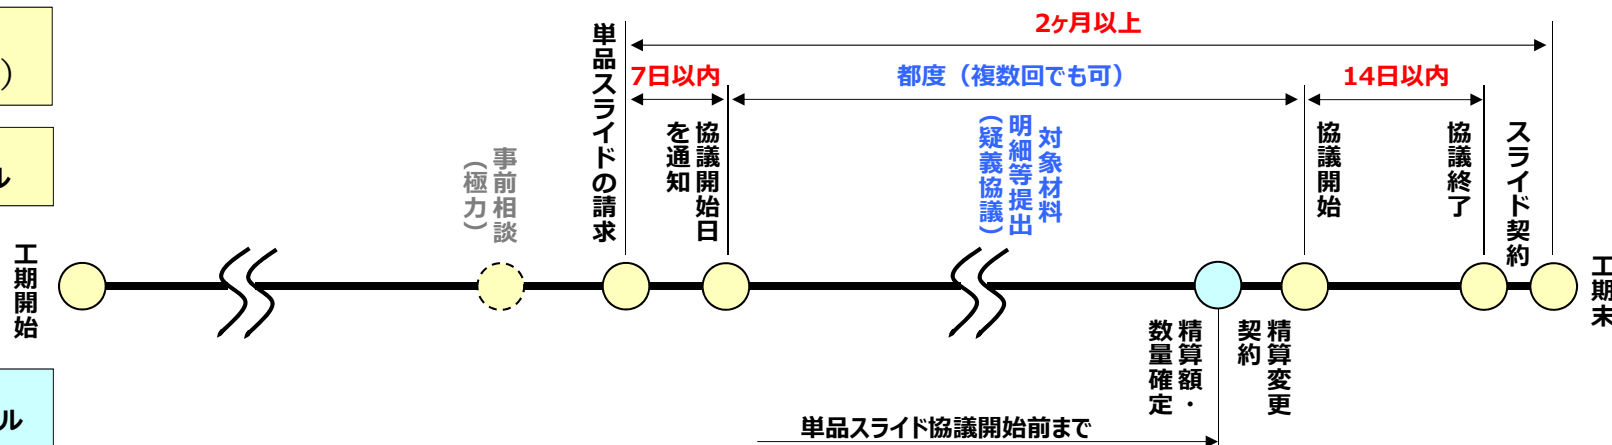 ）
ル
ル
工期開始
事前相談
（極力）
単品スライドの請求
2ヶ月以上
7日以内
都度（複数回でも可）
14日以内
協議開始日
を通知
対象材料
明細等提出
（疑義協議）
協議開始
協議終了
スライド契約
工期末
精算額・
数量確定
精算変更
契約
単品スライド協議開始前まで